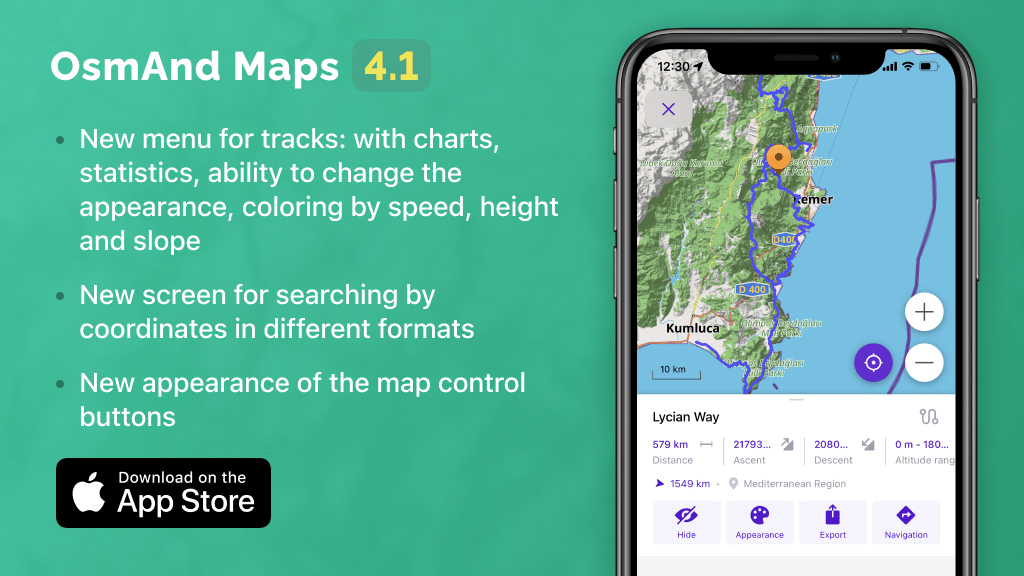 OsmAnd Maps 4.1
• New menu for tracks: with charts,
statistics, ability to change the
appearance, coloring by speed, height
and slope
• New screen for searching by
coordinates in different formats
• New appearance of the map control
buttons
Download on the
App Store
12:30
Kemer
D400
D 400
Kumluca
10 km
Lycian Way
579 km
21793...
2080...
0 m - 180...
Distance
Ascent
Descent
Altitude rang
1549 km • Mediterranean Region
Hide
Appearance
Export
Navigation